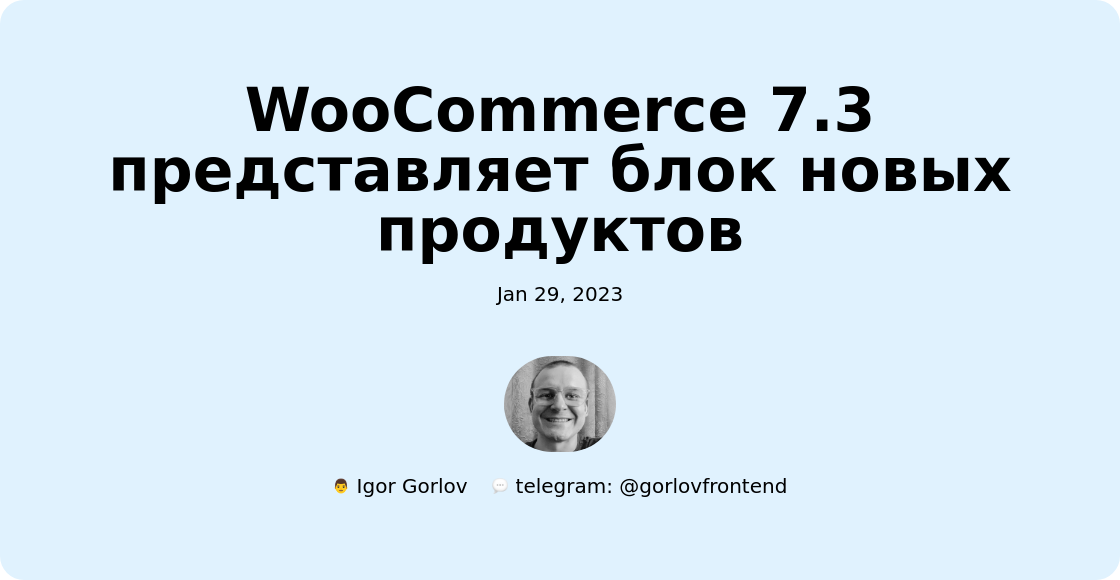 WooCommerce 7.3
представляет блок новых
продуктов
Jan 29, 2023
👨 Igor Gorlov 💬 telegram: @gorlovfrontend